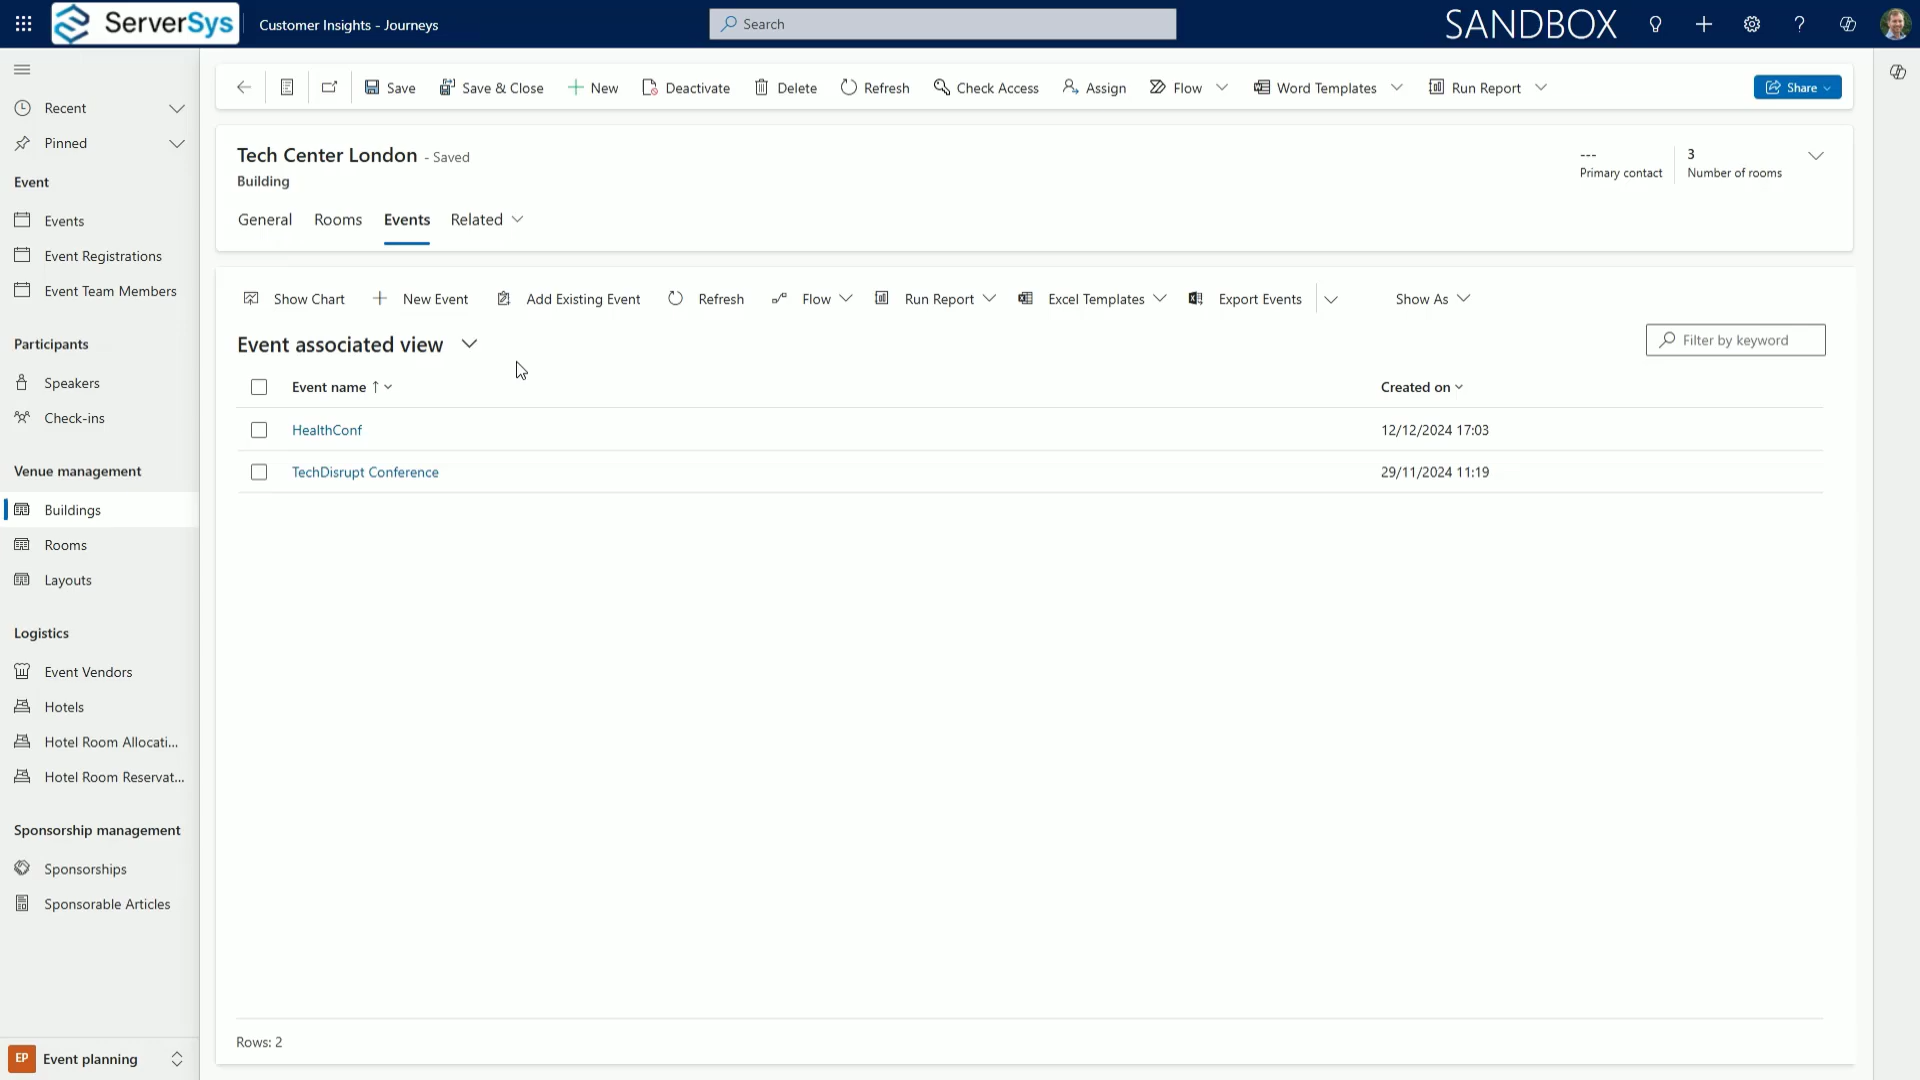 ServerSys
Customer Insights - Journeys
Search
SANDBOX
Recent
Pinned
Event
Events
Event Registrations
Event Team Members
Participants
Speakers
Check-ins
Venue management
Buildings
Rooms
Layouts
Logistics
Event Vendors
Hotels
Hotel Room Allocati...
Hotel Room Reservat...
Sponsorship management
Sponsorships
Sponsorable Articles
EP Event planning
Save
Save & Close
New
Deactivate
Delete
Refresh
Check Access
Assign
Flow
Word Templates
Run Report
Share
Tech Center London - Saved
Building
---
Primary contact
3
Number of rooms
General
Rooms
Events
Related
Show Chart
New Event
Add Existing Event
Refresh
Flow
Run Report
Excel Templates
Export Events
Show As
Event associated view
Filter by keyword
Event name ↑
Created on
HealthConf
12/12/2024 17:03
TechDisrupt Conference
29/11/2024 11:19
Rows: 2